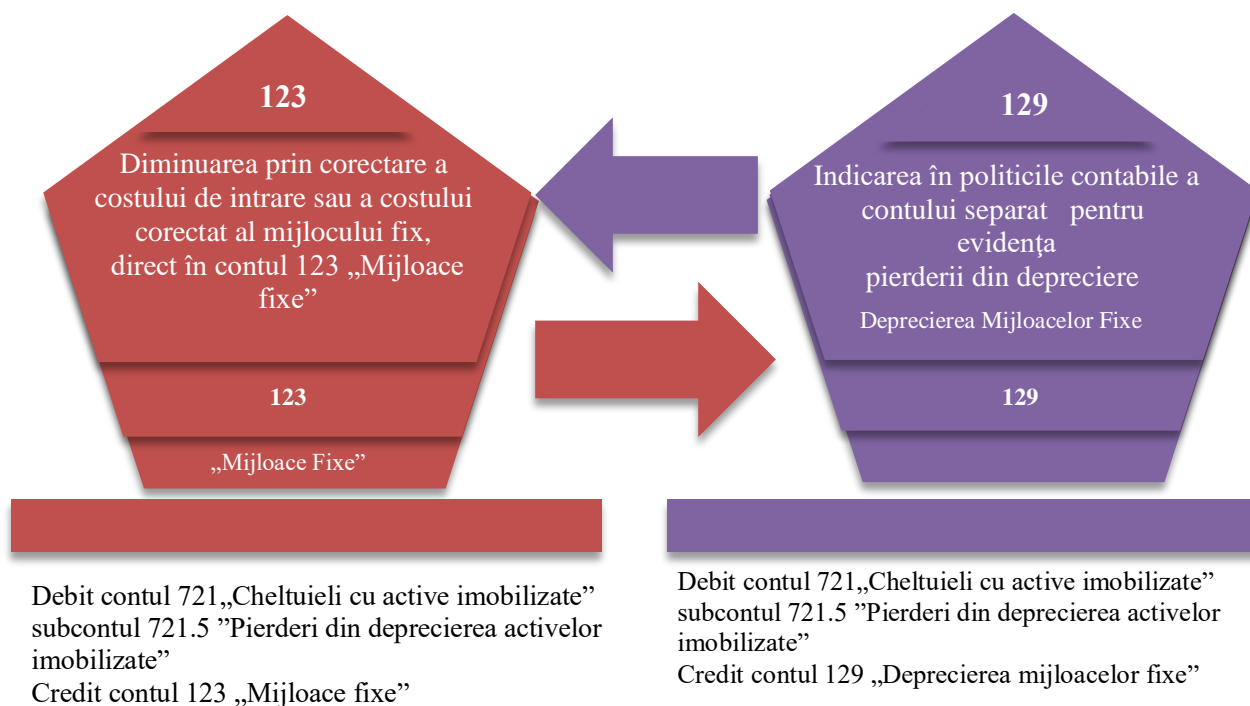 123
Diminuarea prin corectare a
costului de intrare sau a costului
corectat al mijlocului fix,
direct în contul 123 „Mijloace
fixe”
123
„Mijloace Fixe”
Debit contul 721„Cheltuieli cu active imobilizate”
subcontul 721.5 ”Pierderi din deprecierea activelor
imobilizate”
Credit contul 123 „Mijloace fixe”
129
Indicarea în politicile contabile a
contului separat pentru
evidenţa
pierderii din depreciere
Deprecierea Mijloacelor Fixe
129
Debit contul 721„Cheltuieli cu active imobilizate”
subcontul 721.5 ”Pierderi din deprecierea activelor
imobilizate”
Credit contul 129 „Deprecierea mijloacelor fixe”